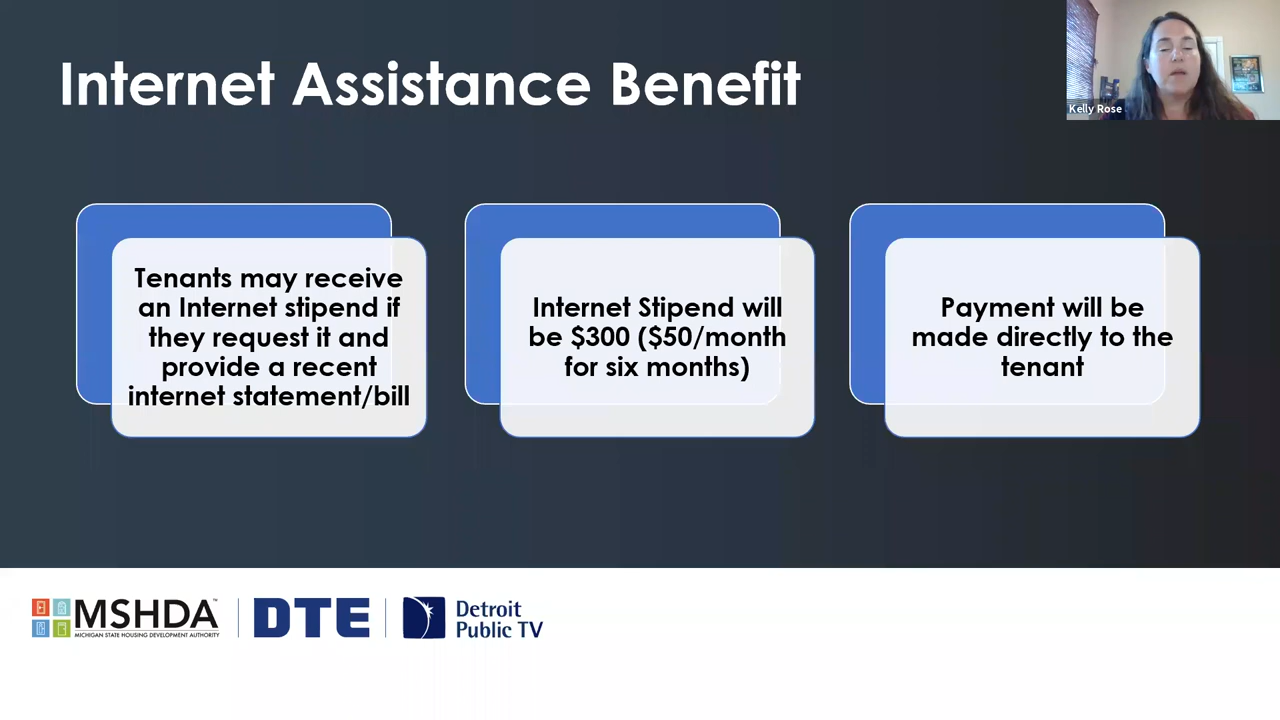 Internet Assistance Benefit
Kelly Rose
Tenants may receive
an Internet stipend if
they request it and
provide a recent
internet statement/bill
Internet Stipend will
be $300 ($50/month
for six months)
Payment will be
made directly to the
tenant
MSHDA™
MICHIGAN STATE HOUSING DEVELOPMENT AUTHORITY
DTE
Detroit
Public TV